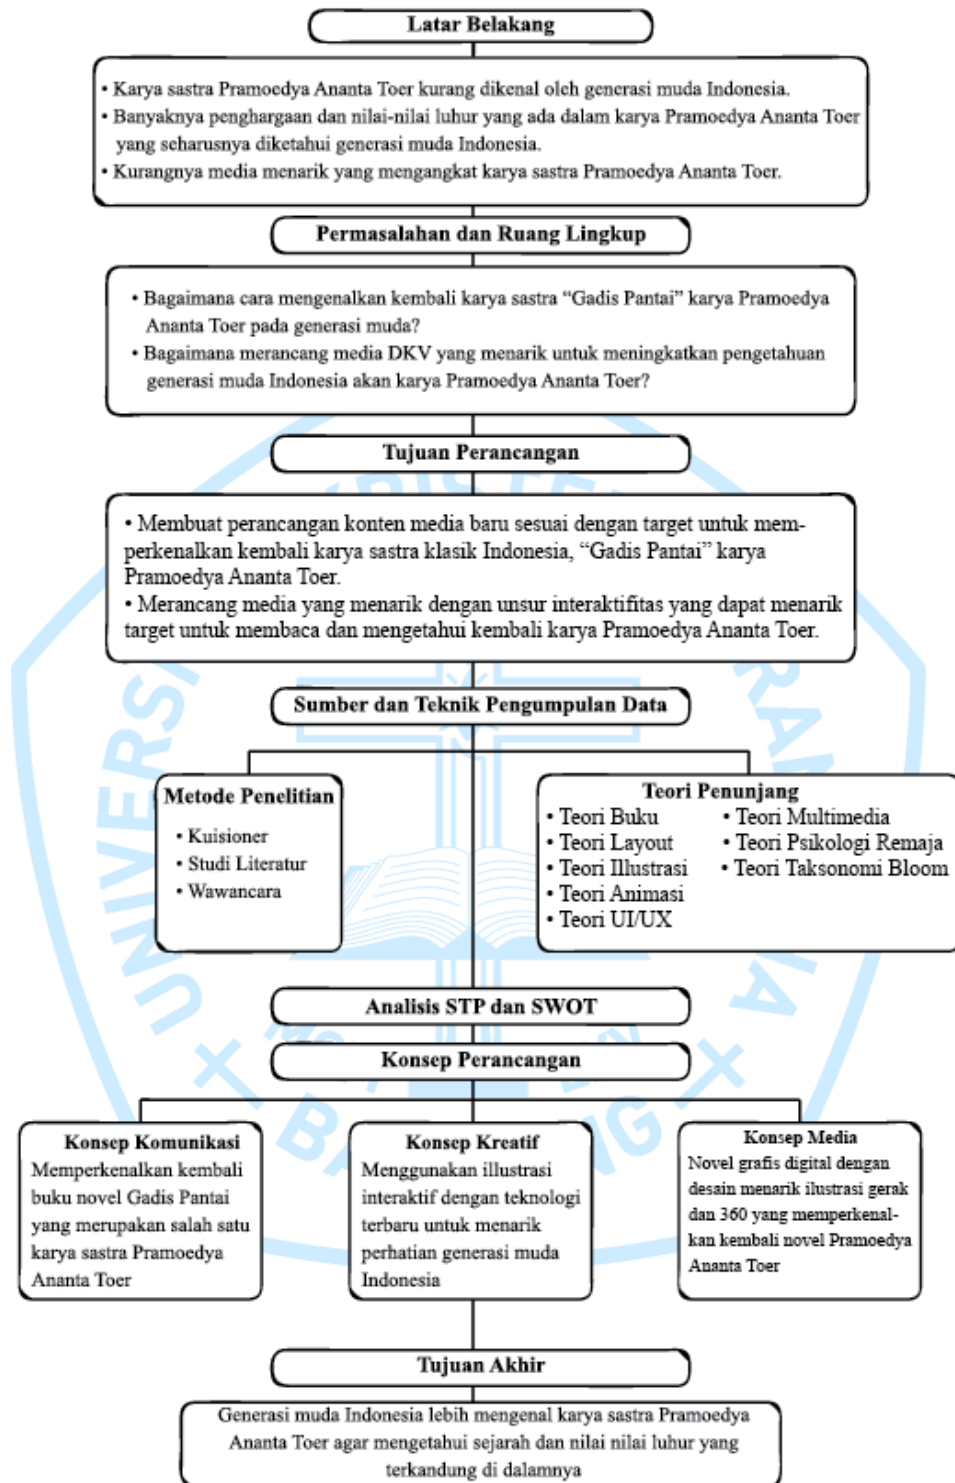 Latar Belakang
• Karya sastra Pramoedya Ananta Toer kurang dikenal oleh generasi muda Indonesia.
• Banyaknya penghargaan dan nilai-nilai luhur yang ada dalam karya Pramoedya Ananta Toer
yang seharusnya diketahui generasi muda Indonesia.
• Kurangnya media menarik yang mengangkat karya sastra Pramoedya Ananta Toer.
Permasalahan dan Ruang Lingkup
• Bagaimana cara mengenalkan kembali karya sastra “Gadis Pantai” karya Pramoedya
Ananta Toer pada generasi muda?
• Bagaimana merancang media DKV yang menarik untuk meningkatkan pengetahuan
generasi muda Indonesia akan karya Pramoedya Ananta Toer?
Tujuan Perancangan
• Membuat perancangan konten media baru sesuai dengan target untuk mem-
perkenalkan kembali karya sastra klasik Indonesia, “Gadis Pantai” karya
Pramoedya Ananta Toer.
• Merancang media yang menarik dengan unsur interaktifitas yang dapat menarik
target untuk membaca dan mengetahui kembali karya Pramoedya Ananta Toer.
Sumber dan Teknik Pengumpulan Data
Metode Penelitian
• Kuisioner
• Studi Literatur
• Wawancara
Teori Penunjang
• Teori Buku
• Teori Layout
• Teori Illustrasi
• Teori Animasi
• Teori UI/UX
• Teori Multimedia
• Teori Psikologi Remaja
• Teori Taksonomi Bloom
Analisis STP dan SWOT
Konsep Perancangan
Konsep Komunikasi
Memperkenalkan kembali
buku novel Gadis Pantai
yang merupakan salah satu
karya sastra Pramoedya
Ananta Toer
Konsep Kreatif
Menggunakan illustrasi
interaktif dengan teknologi
terbaru untuk menarik
perhatian generasi muda
Indonesia
Konsep Media
Novel grafis digital dengan
desain menarik ilustrasi gerak
dan 360 yang memperkenal-
kan kembali novel Pramoedya
Ananta Toer
Tujuan Akhir
Generasi muda Indonesia lebih mengenal karya sastra Pramoedya
Ananta Toer agar mengetahui sejarah dan nilai nilai luhur yang
terkandung di dalamnya